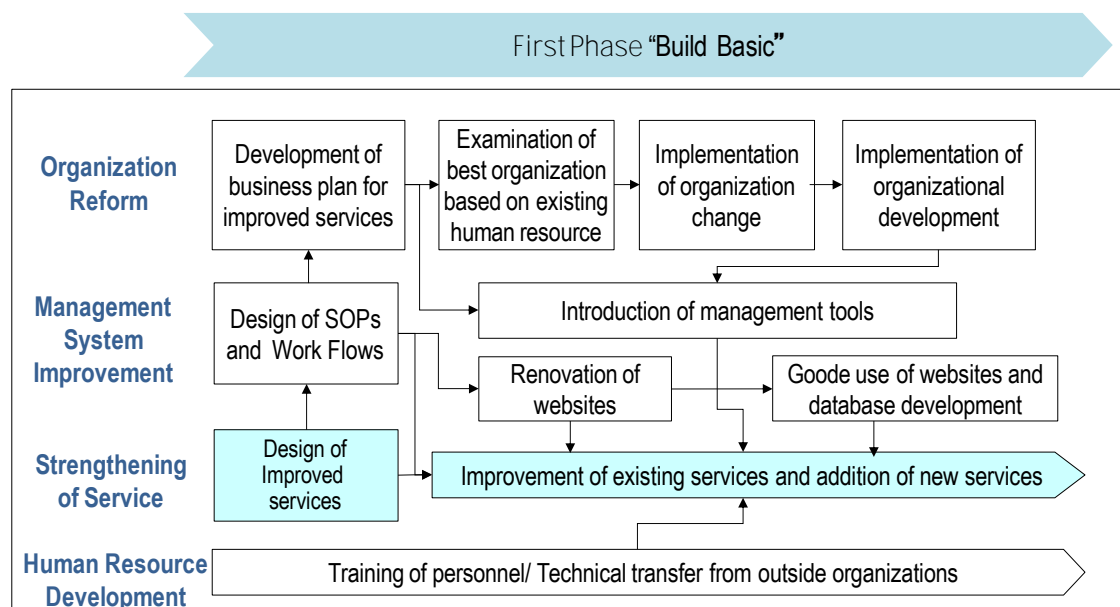 First Phase “Build Basic”
Organization
Reform
Development of
business plan for
improved services
Examination of
best organization
based on existing
human resource
Implementation
of organization
change
Implementation of
organizational
development
Management
System
Improvement
Design of SOPs
and Work Flows
Introduction of management tools
Renovation of
websites
Goode use of websites and
database development
Strengthening
of Service
Design of
Improved
services
Improvement of existing services and addition of new services
Human Resource
Development
Training of personnel/ Technical transfer from outside organizations